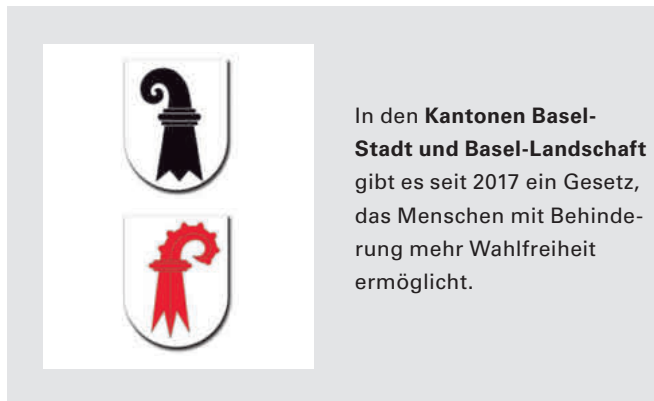 In den Kantonen Basel-
Stadt und Basel-Landschaft
gibt es seit 2017 ein Gesetz,
das Menschen mit Behinde-
rung mehr Wahlfreiheit
ermöglicht.